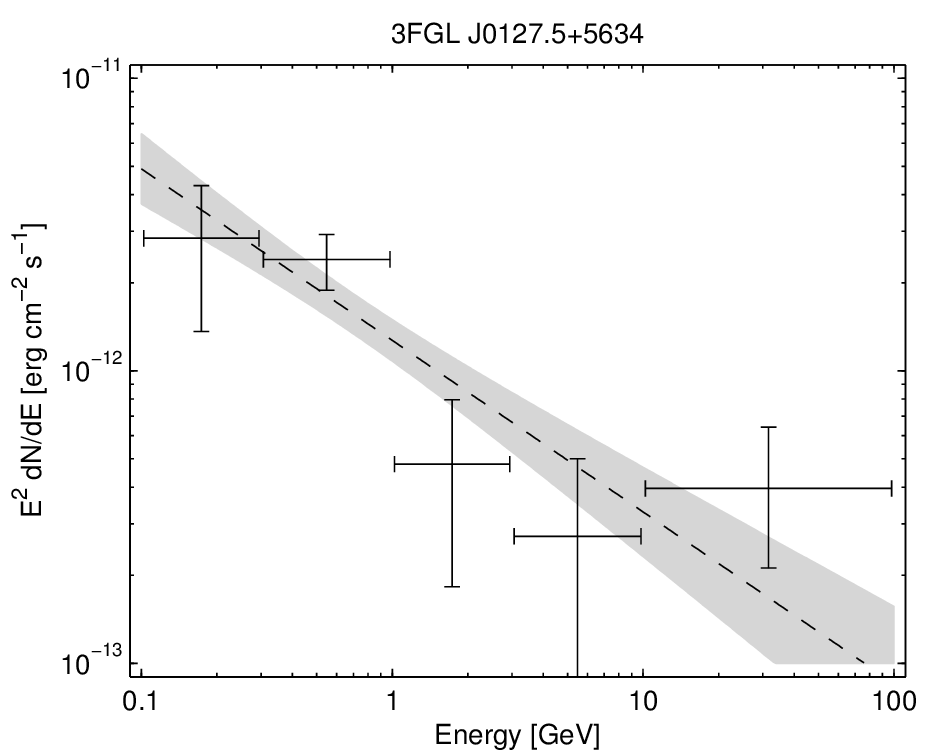 3FGL J0127.5+5634
10⁻¹¹
10⁻¹²
10⁻¹³
E² dN/dE [erg cm⁻² s⁻¹]
0.1 1 10 100
Energy [GeV]